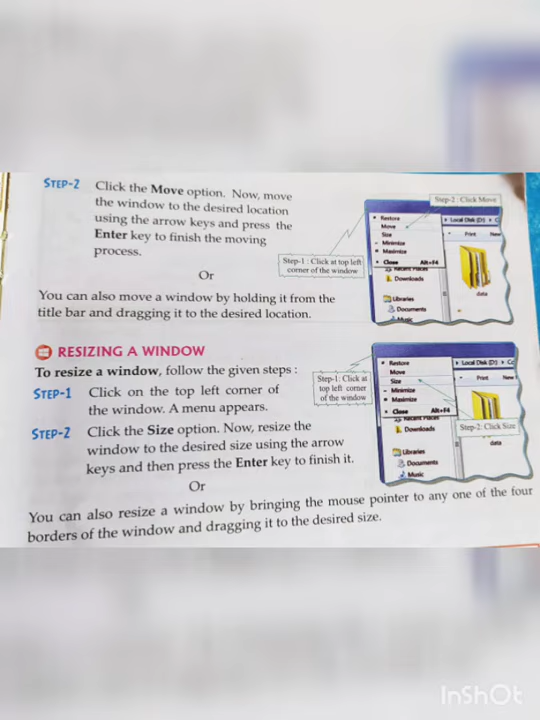 STEP-2 Click the Move option. Now, move
the window to the desired location
using the arrow keys and press the
Enter key to finish the moving
process.
Or
You can also move a window by holding it from the
title bar and dragging it to the desired location.
Step-2 : Click Move
Step-1 : Click at top left
corner of the window
Restore
Move
Size
Minimize
Maximize
Close Alt+F4
Recent Places
Downloads
Libraries
Documents
Music
Local Disk (D:)
Print New
data
RESIZING A WINDOW
To resize a window, follow the given steps :
STEP-1 Click on the top left corner of
the window. A menu appears.
STEP-2 Click the Size option. Now, resize the
window to the desired size using the arrow
keys and then press the Enter key to finish it.
Or
You can also resize a window by bringing the mouse pointer to any one of the four
borders of the window and dragging it to the desired size.
Step-1: Click at
top left corner
of the window
Restore
Move
Size
Minimize
Maximize
Close Alt+F4
Recent Places
Downloads
Libraries
Documents
Music
Local Disk (D:)
Print New
data
Step-2: Click Size
InShOt